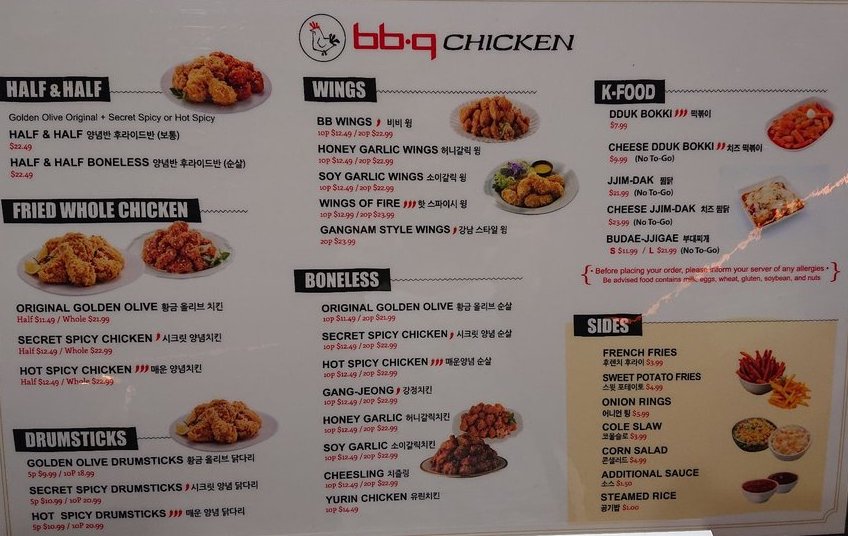 bb.q CHICKEN
HALF & HALF
Golden Olive Original + Secret Spicy or Hot Spicy
HALF & HALF 양념반 후라이드반 (보통)
$22.49
HALF & HALF BONELESS 양념반 후라이드반 (순살)
$22.49
FRIED WHOLE CHICKEN
ORIGINAL GOLDEN OLIVE 황금 올리브 치킨
Half $11.49 / Whole $21.99
SECRET SPICY CHICKEN 시크릿 양념치킨
Half $12.49 / Whole $22.99
HOT SPICY CHICKEN 매운 양념치킨
Half $12.49 / Whole $22.99
DRUMSTICKS
GOLDEN OLIVE DRUMSTICKS 황금 올리브 닭다리
5p $9.99 / 10P 18.99
SECRET SPICY DRUMSTICKS 시크릿 양념 닭다리
5p $10.99 / 10P 20.99
HOT SPICY DRUMSTICKS 매운 양념 닭다리
5p $10.99 / 10P 20.99
WINGS
BB WINGS 비비 윙
10p $12.49 / 20p $22.99
HONEY GARLIC WINGS 허니갈릭 윙
10p $12.49 / 20p $22.99
SOY GARLIC WINGS 소이갈릭 윙
10p $12.49 / 20p $22.99
WINGS OF FIRE 핫 스파이시 윙
10p $12.99 / 20p $23.99
GANGNAM STYLE WINGS 강남 스타일 윙
20p $23.99
BONELESS
ORIGINAL GOLDEN OLIVE 황금 올리브 순살
10p $11.49 / 20p $21.99
SECRET SPICY CHICKEN 시크릿 양념 순살
10p $12.49 / 20p $22.99
HOT SPICY CHICKEN 매운양념 순살
10p $12.49 / 20p $22.99
GANG-JEONG 강정치킨
10p $12.49 / 20p $22.99
HONEY GARLIC 허니갈릭치킨
10p $12.49 / 20p $22.99
SOY GARLIC 소이갈릭치킨
10p $12.49 / 20p $22.99
CHEESLING 치즐링
10p $12.49 / 20p $22.99
YURIN CHICKEN 유린치킨
10p $14.49
K-FOOD
DDUK BOKKI 떡볶이
$7.99
CHEESE DDUK BOKKI 치즈 떡볶이
$9.99 (No To-Go)
JJIM-DAK 찜닭
$21.99 (No To-Go)
CHEESE JJIM-DAK 치즈 찜닭
$23.99 (No To-Go)
BUDAE-JJIGAE 부대찌개
S $11.99 / L $21.99 (No To-Go)
• Before placing your order, please inform your server of any allergies •
Be advised food contains milk, eggs, wheat, gluten, soybean, and nuts
SIDES
FRENCH FRIES
후렌치 후라이 $3.99
SWEET POTATO FRIES
스윗 포테이토 $4.99
ONION RINGS
어니언 링 $5.99
COLE SLAW
코울슬로 $3.99
CORN SALAD
콘샐러드 $4.99
ADDITIONAL SAUCE
소스 $1.50
STEAMED RICE
공기밥 $1.00